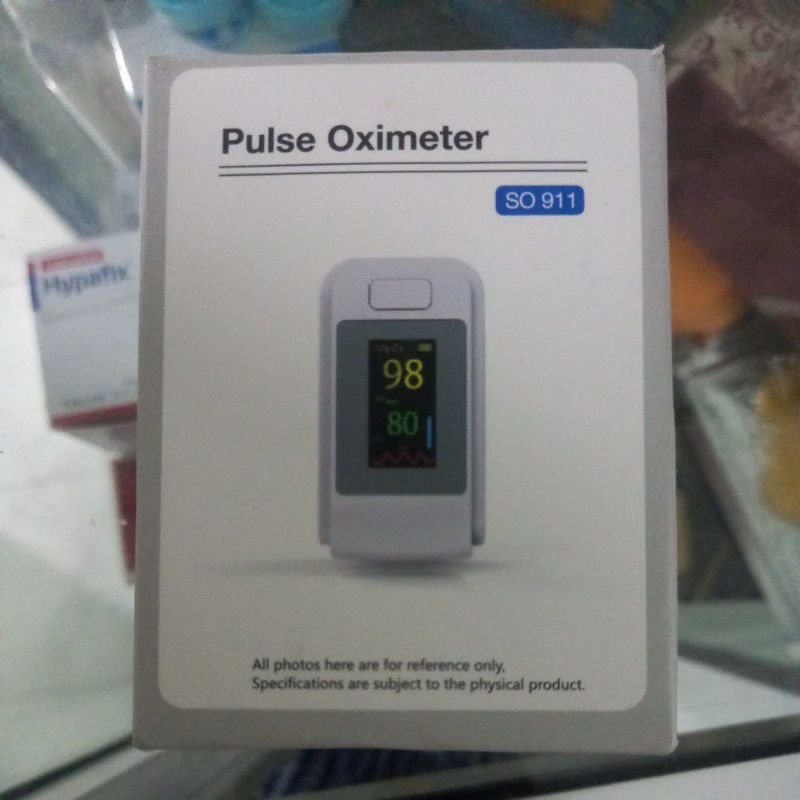 Pulse Oximeter
SO 911
Hypafix
98
80
All photos here are for reference only,
Specifications are subject to the physical product.